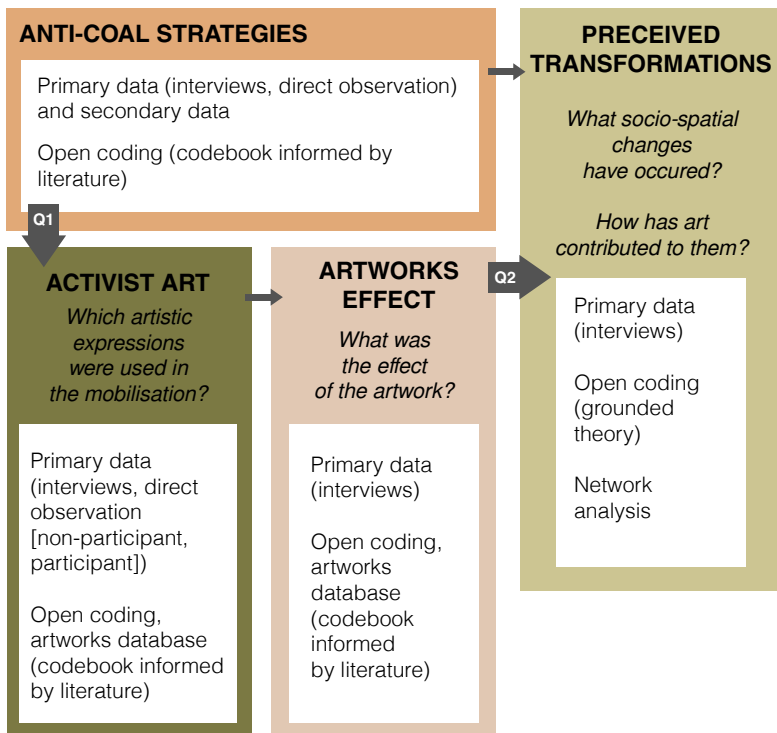 ANTI-COAL STRATEGIES
Primary data (interviews, direct observation)
and secondary data
Open coding (codebook informed by
literature)
Q1
ACTIVIST ART
Which artistic
expressions
were used in
the mobilisation?
Primary data
(interviews, direct
observation
[non-participant,
participant])
Open coding,
artworks database
(codebook informed
by literature)
ARTWORKS
EFFECT
What was
the effect
of the artwork?
Primary data
(interviews)
Open coding,
artworks
database
(codebook
informed
by literature)
Q2
PRECEIVED
TRANSFORMATIONS
What socio-spatial
changes
have occured?
How has art
contributed to them?
Primary data
(interviews)
Open coding
(grounded
theory)
Network
analysis